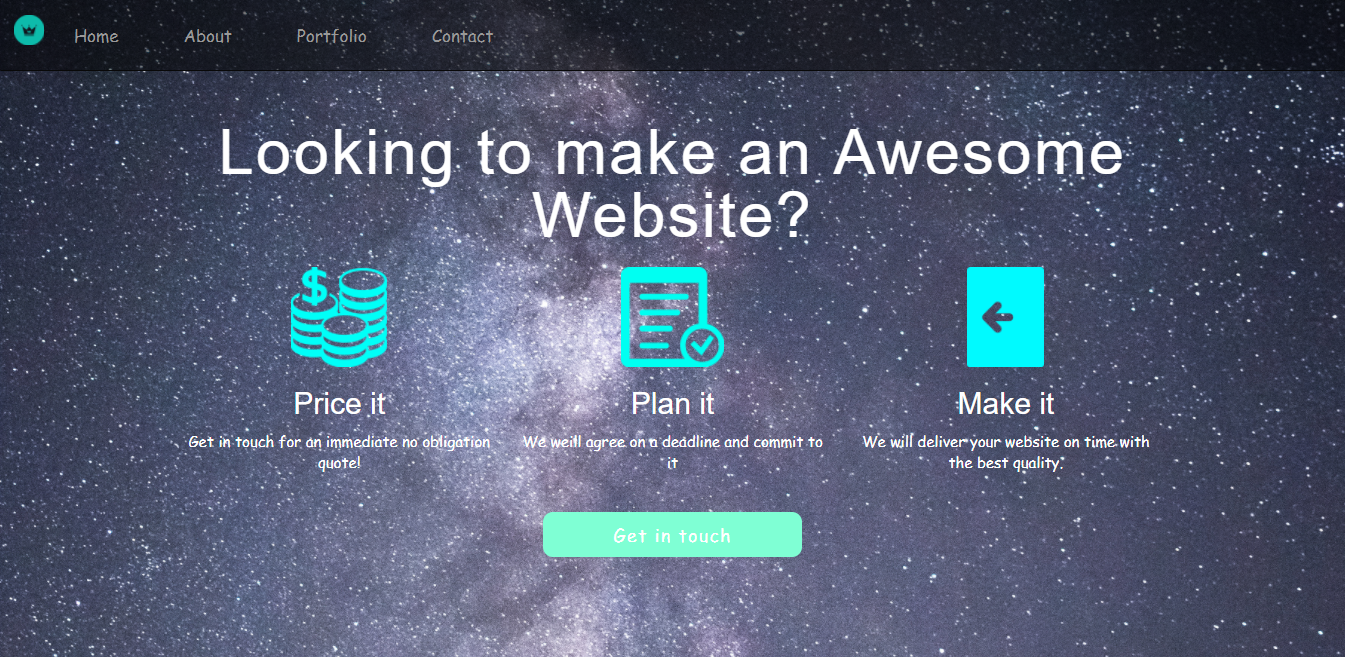 Home About Portfolio Contact
Looking to make an Awesome
Website?
$
Price it
Get in touch for an immediate no obligation
quote!
Plan it
We weill agree on a deadline and commit to
it
Make it
We will deliver your website on time with
the best quality.
Get in touch